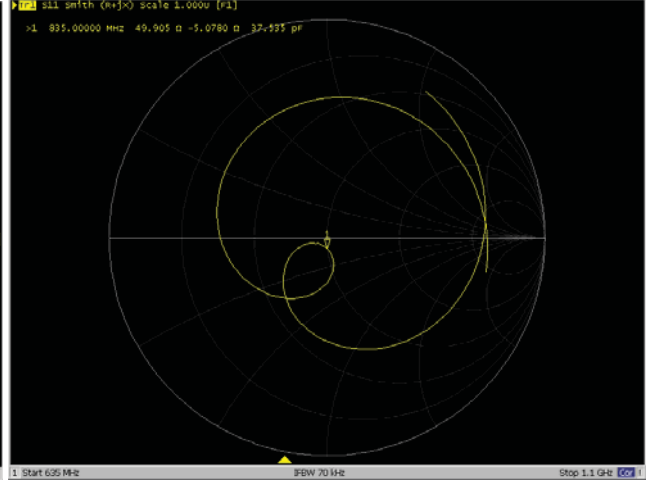 Tr1 S11 Smith (R+jX) Scale 1.000U [F1]
>1 835.00000 MHz 49.905 Ω -5.0780 Ω 37.535 pF
1
1 Start 635 MHz IFBW 70 kHz Stop 1.1 GHz Cor !